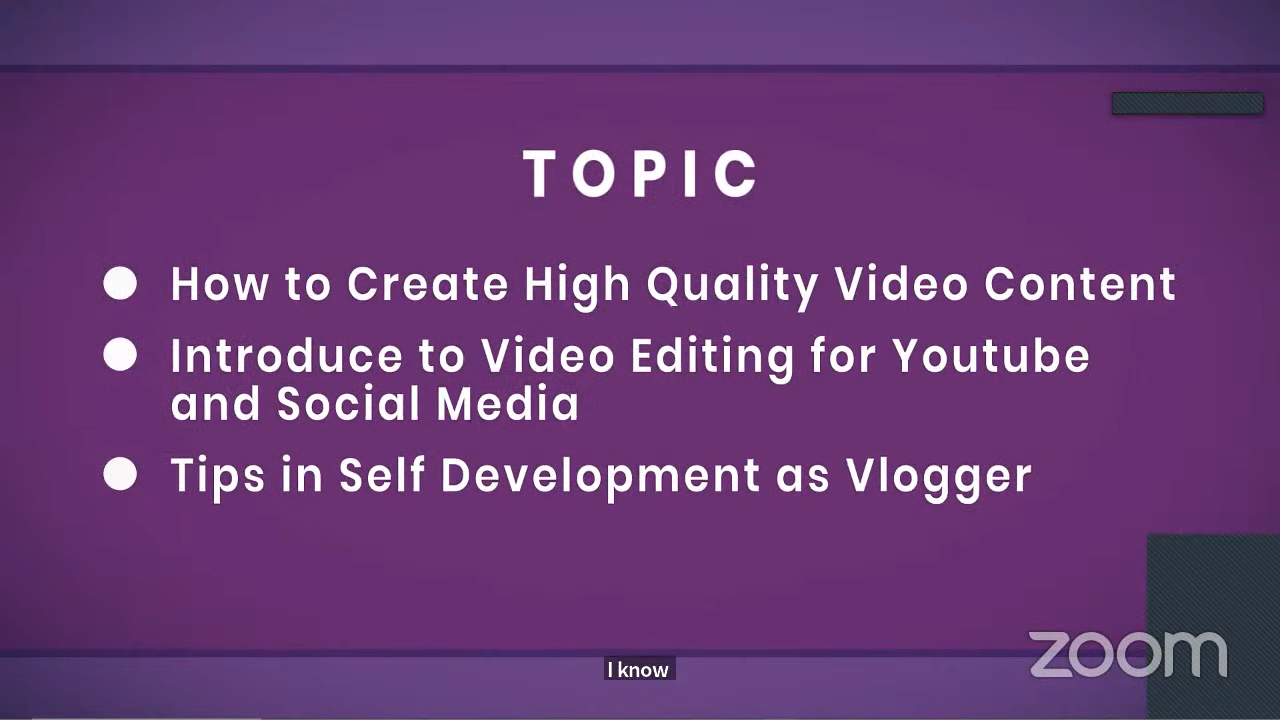 TOPIC
How to Create High Quality Video Content
Introduce to Video Editing for Youtube
and Social Media
Tips in Self Development as Vlogger
I know
zoom